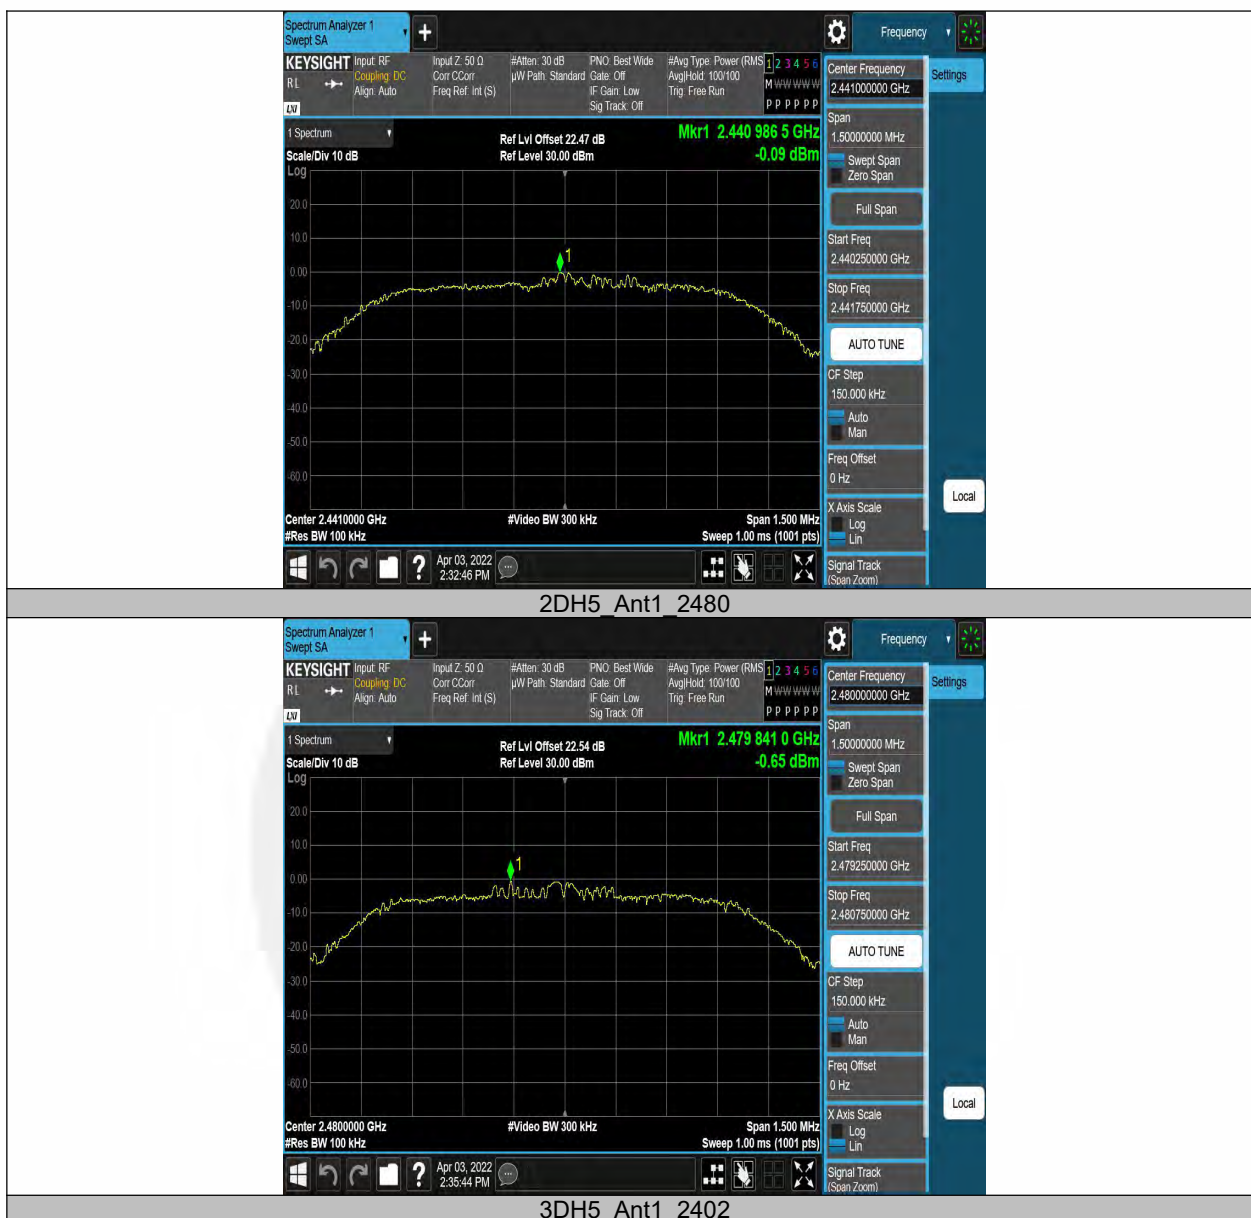 Spectrum Analyzer 1
Swept SA
+
Frequency
KEYSIGHT
RL
LXI
Input: RF
Coupling: DC
Align: Auto
Input Z: 50 Ω
Corr CCorr
Freq Ref: Int (S)
#Atten: 30 dB
µW Path: Standard
PNO: Best Wide
Gate: Off
IF Gain: Low
Sig Track: Off
#Avg Type: Power (RMS
Avg|Hold: 100/100
Trig: Free Run
1 2 3 4 5 6
M W W W W W
P P P P P P
1 Spectrum
Scale/Div 10 dB
Log
Ref Lvl Offset 22.47 dB
Ref Level 30.00 dBm
Mkr1 2.440 986 5 GHz
-0.09 dBm
20.0
10.0
0.00
-10.0
-20.0
-30.0
-40.0
-50.0
-60.0
1
Center 2.4410000 GHz
#Res BW 100 kHz
#Video BW 300 kHz
Span 1.500 MHz
Sweep 1.00 ms (1001 pts)
Apr 03, 2022
2:32:46 PM
Center Frequency
2.441000000 GHz
Settings
Span
1.50000000 MHz
Swept Span
Zero Span
Full Span
Start Freq
2.440250000 GHz
Stop Freq
2.441750000 GHz
AUTO TUNE
CF Step
150.000 kHz
Auto
Man
Freq Offset
0 Hz
X Axis Scale
Log
Lin
Local
Signal Track
(Span Zoom)
2DH5_Ant1_2480
Spectrum Analyzer 1
Swept SA
+
Frequency
KEYSIGHT
RL
LXI
Input: RF
Coupling: DC
Align: Auto
Input Z: 50 Ω
Corr CCorr
Freq Ref: Int (S)
#Atten: 30 dB
µW Path: Standard
PNO: Best Wide
Gate: Off
IF Gain: Low
Sig Track: Off
#Avg Type: Power (RMS
Avg|Hold: 100/100
Trig: Free Run
1 2 3 4 5 6
M W W W W W
P P P P P P
1 Spectrum
Scale/Div 10 dB
Log
Ref Lvl Offset 22.54 dB
Ref Level 30.00 dBm
Mkr1 2.479 841 0 GHz
-0.65 dBm
20.0
10.0
0.00
-10.0
-20.0
-30.0
-40.0
-50.0
-60.0
1
Center 2.4800000 GHz
#Res BW 100 kHz
#Video BW 300 kHz
Span 1.500 MHz
Sweep 1.00 ms (1001 pts)
Apr 03, 2022
2:35:44 PM
Center Frequency
2.480000000 GHz
Settings
Span
1.50000000 MHz
Swept Span
Zero Span
Full Span
Start Freq
2.479250000 GHz
Stop Freq
2.480750000 GHz
AUTO TUNE
CF Step
150.000 kHz
Auto
Man
Freq Offset
0 Hz
X Axis Scale
Log
Lin
Local
Signal Track
(Span Zoom)
3DH5_Ant1_2402